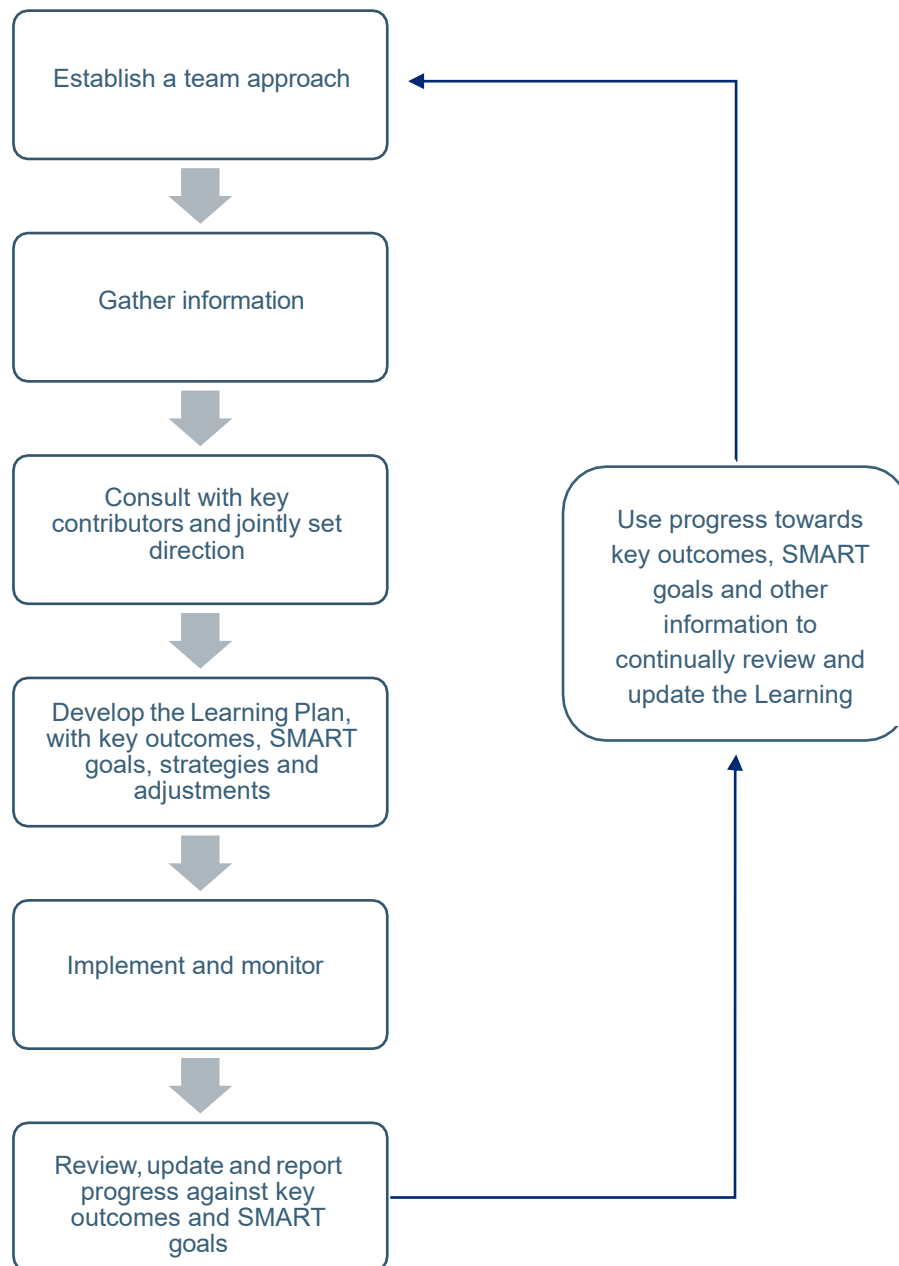 Establish a team approach
Gather information
Consult with key
contributors and jointly set
direction
Develop the Learning Plan,
with key outcomes, SMART
goals, strategies and
adjustments
Implement and monitor
Review, update and report
progress against key
outcomes and SMART
goals
Use progress towards
key outcomes, SMART
goals and other
information to
continually review and
update the Learning